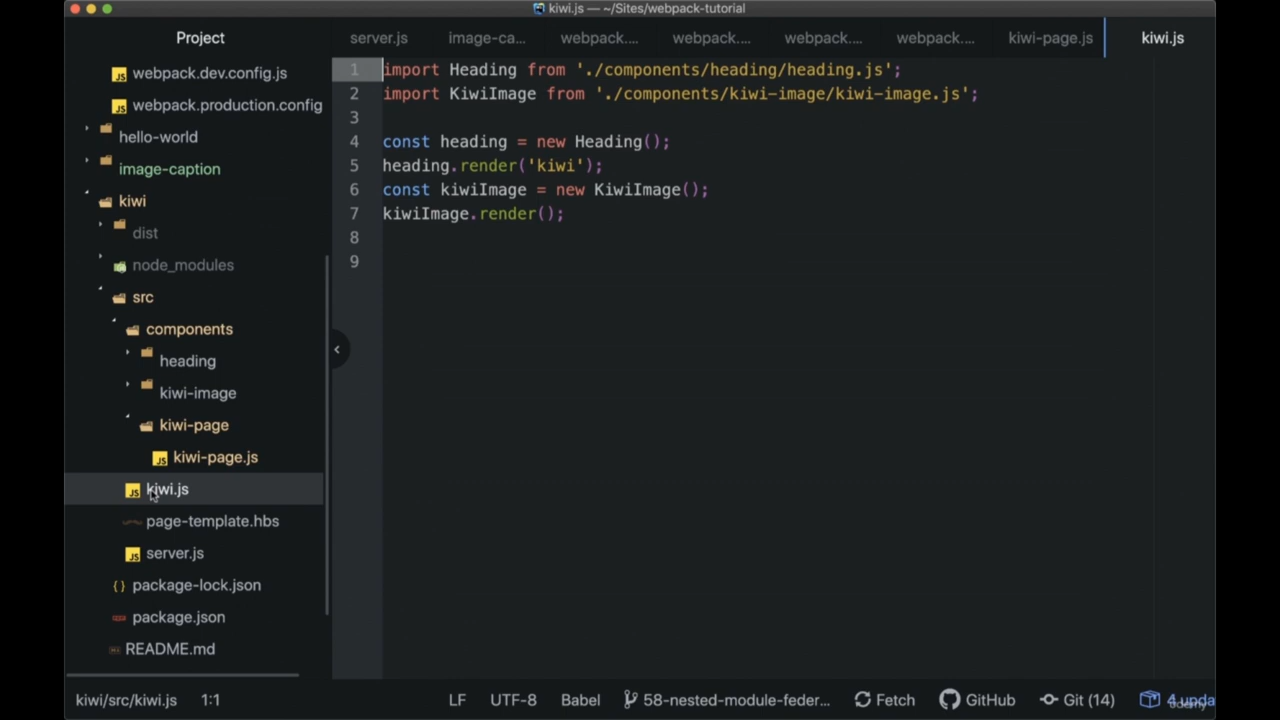 kiwi.js — ~/Sites/webpack-tutorial
Project
server.js
image-ca...
webpack....
webpack....
webpack....
webpack....
kiwi-page.js
kiwi.js
webpack.dev.config.js
webpack.production.config
hello-world
image-caption
kiwi
dist
node_modules
src
components
heading
kiwi-image
kiwi-page
kiwi-page.js
kiwi.js
page-template.hbs
server.js
package-lock.json
package.json
README.md
1 import Heading from './components/heading/heading.js';
2 import KiwiImage from './components/kiwi-image/kiwi-image.js';
3
4 const heading = new Heading();
5 heading.render('kiwi');
6 const kiwiImage = new KiwiImage();
7 kiwiImage.render();
8
9
kiwi/src/kiwi.js 1:1 LF UTF-8 Babel 58-nested-module-feder... Fetch GitHub Git (14) 4 upda